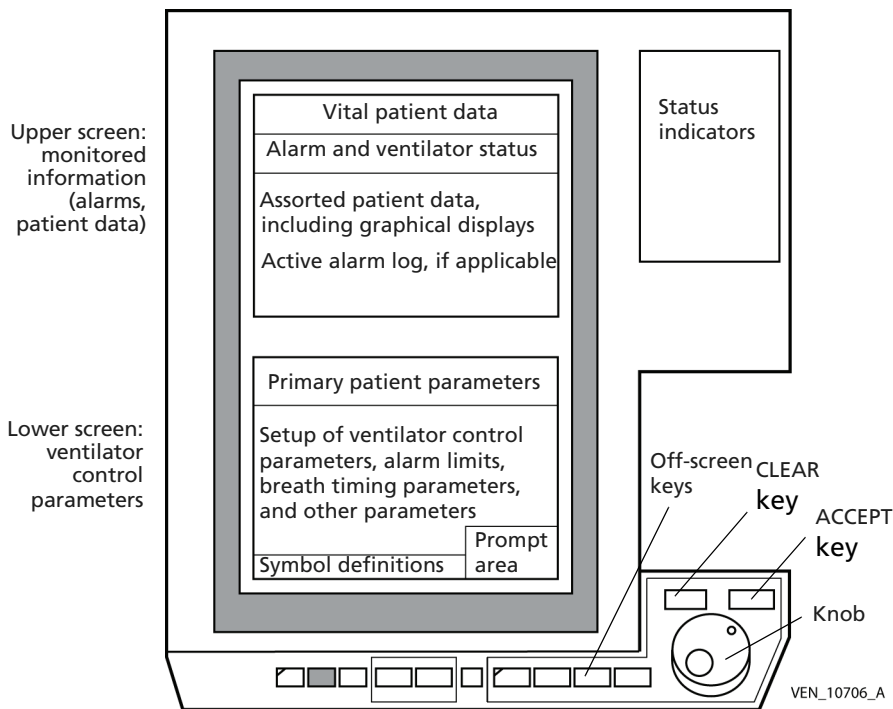 Upper screen:
monitored
information
(alarms,
patient data)
Vital patient data
Alarm and ventilator status
Assorted patient data,
including graphical displays
Active alarm log, if applicable
Status
indicators
Lower screen:
ventilator
control
parameters
Primary patient parameters
Setup of ventilator control
parameters, alarm limits,
breath timing parameters,
and other parameters
Symbol definitions
Prompt
area
Off-screen
keys
CLEAR
key
ACCEPT
key
Knob
VEN_10706_A